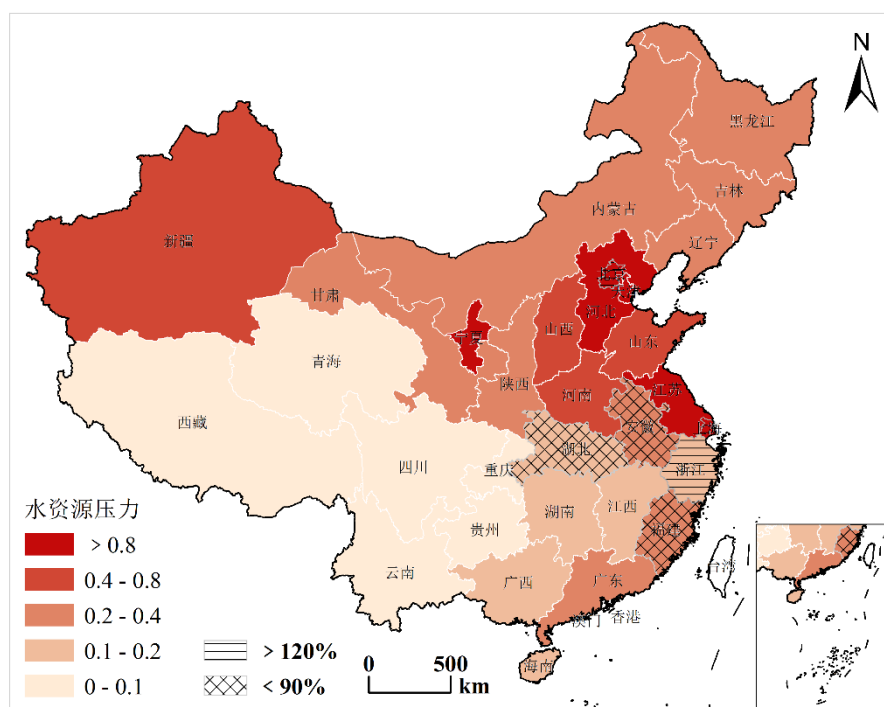 N
黑龙江
吉林
内蒙古
辽宁
新疆
甘肃
北京
天津
河北
宁夏
山西
山东
青海
陕西
河南
江苏
西藏
安徽
上海
四川
湖北
重庆
浙江
湖南
江西
贵州
福建
云南
广西
广东
台湾
澳门
香港
海南
水资源压力
> 0.8
0.4 - 0.8
0.2 - 0.4
0.1 - 0.2
0 - 0.1
> 120%
< 90%
0 500
km